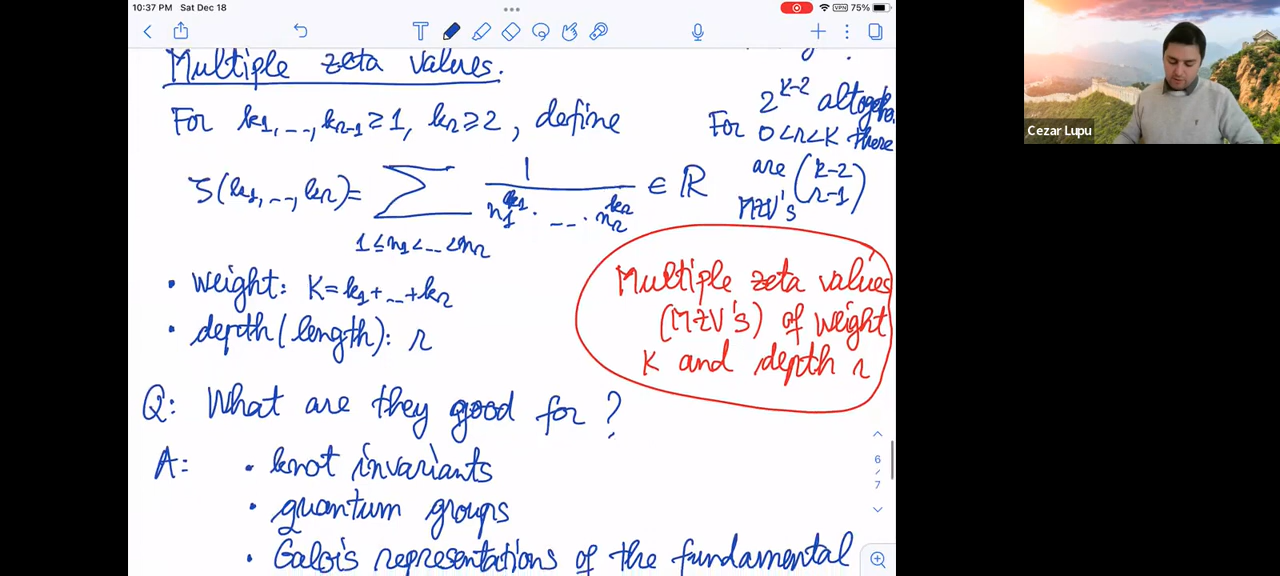 10:37 PM Sat Dec 18
VPN 75%
T
Multiple zeta values.
For k1,...,kr-1 ≥ 1, kr ≥ 2, define
ζ(k1,...,kr) = ∑ 1 / n1^k1 · ... · nr^kr ∈ ℝ
1 ≤ n1 < ... < nr
• weight: K = k1 + ... + kr
• depth (length): r
2^(k-2) altogether
For 0<r<K there
are (k-2 r-1)
MZV's
Multiple zeta values
(MZV's) of weight
K and depth r
Q: What are they good for?
A: • knot invariants
• quantum groups
• Galois representations of the fundamental
6
7
Cezar Lupu